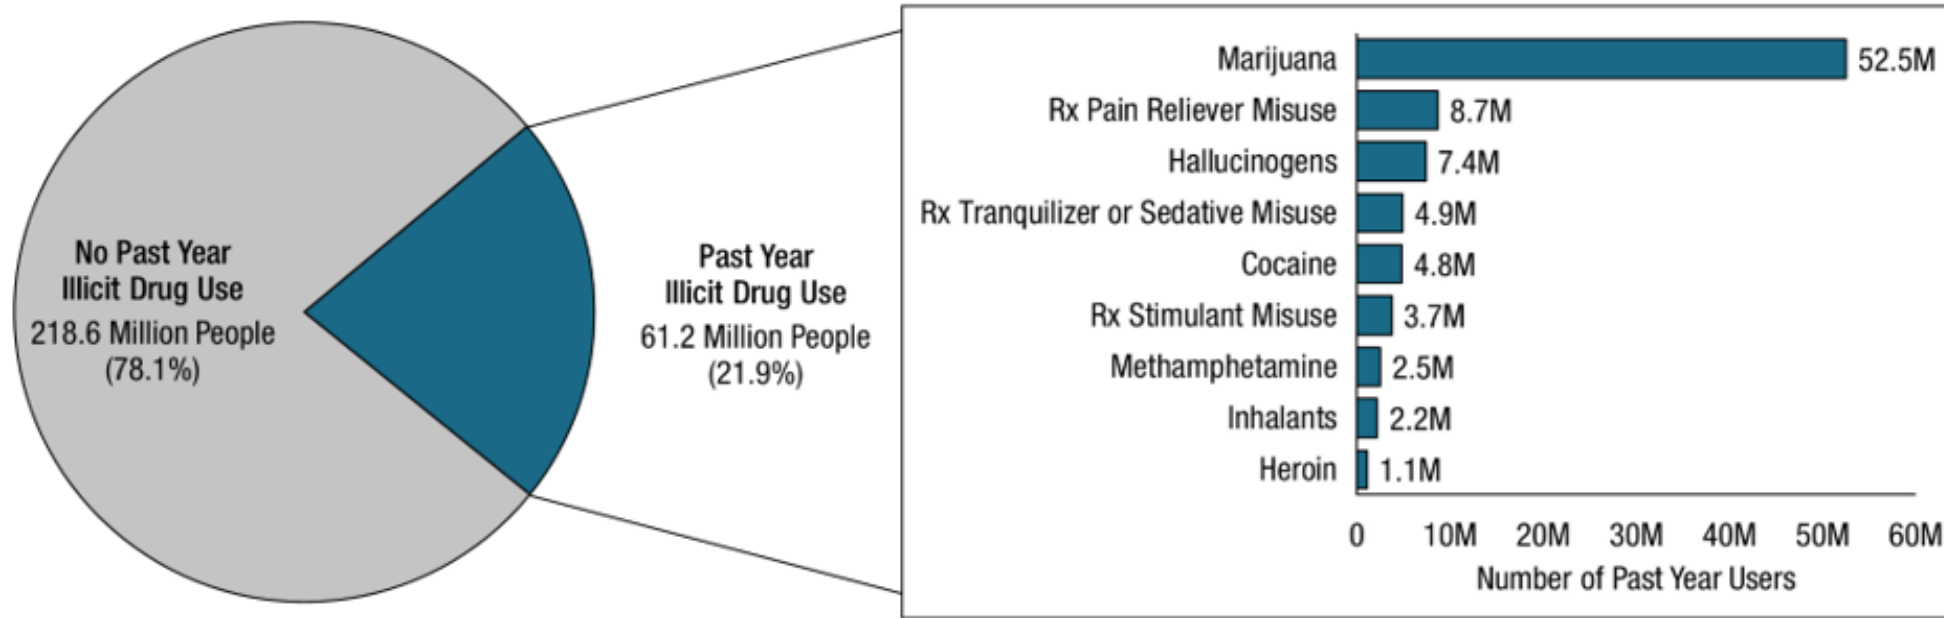 No Past Year
Illicit Drug Use
218.6 Million People
(78.1%)
Past Year
Illicit Drug Use
61.2 Million People
(21.9%)
Marijuana 52.5M
Rx Pain Reliever Misuse 8.7M
Hallucinogens 7.4M
Rx Tranquilizer or Sedative Misuse 4.9M
Cocaine 4.8M
Rx Stimulant Misuse 3.7M
Methamphetamine 2.5M
Inhalants 2.2M
Heroin 1.1M
0 10M 20M 30M 40M 50M 60M
Number of Past Year Users